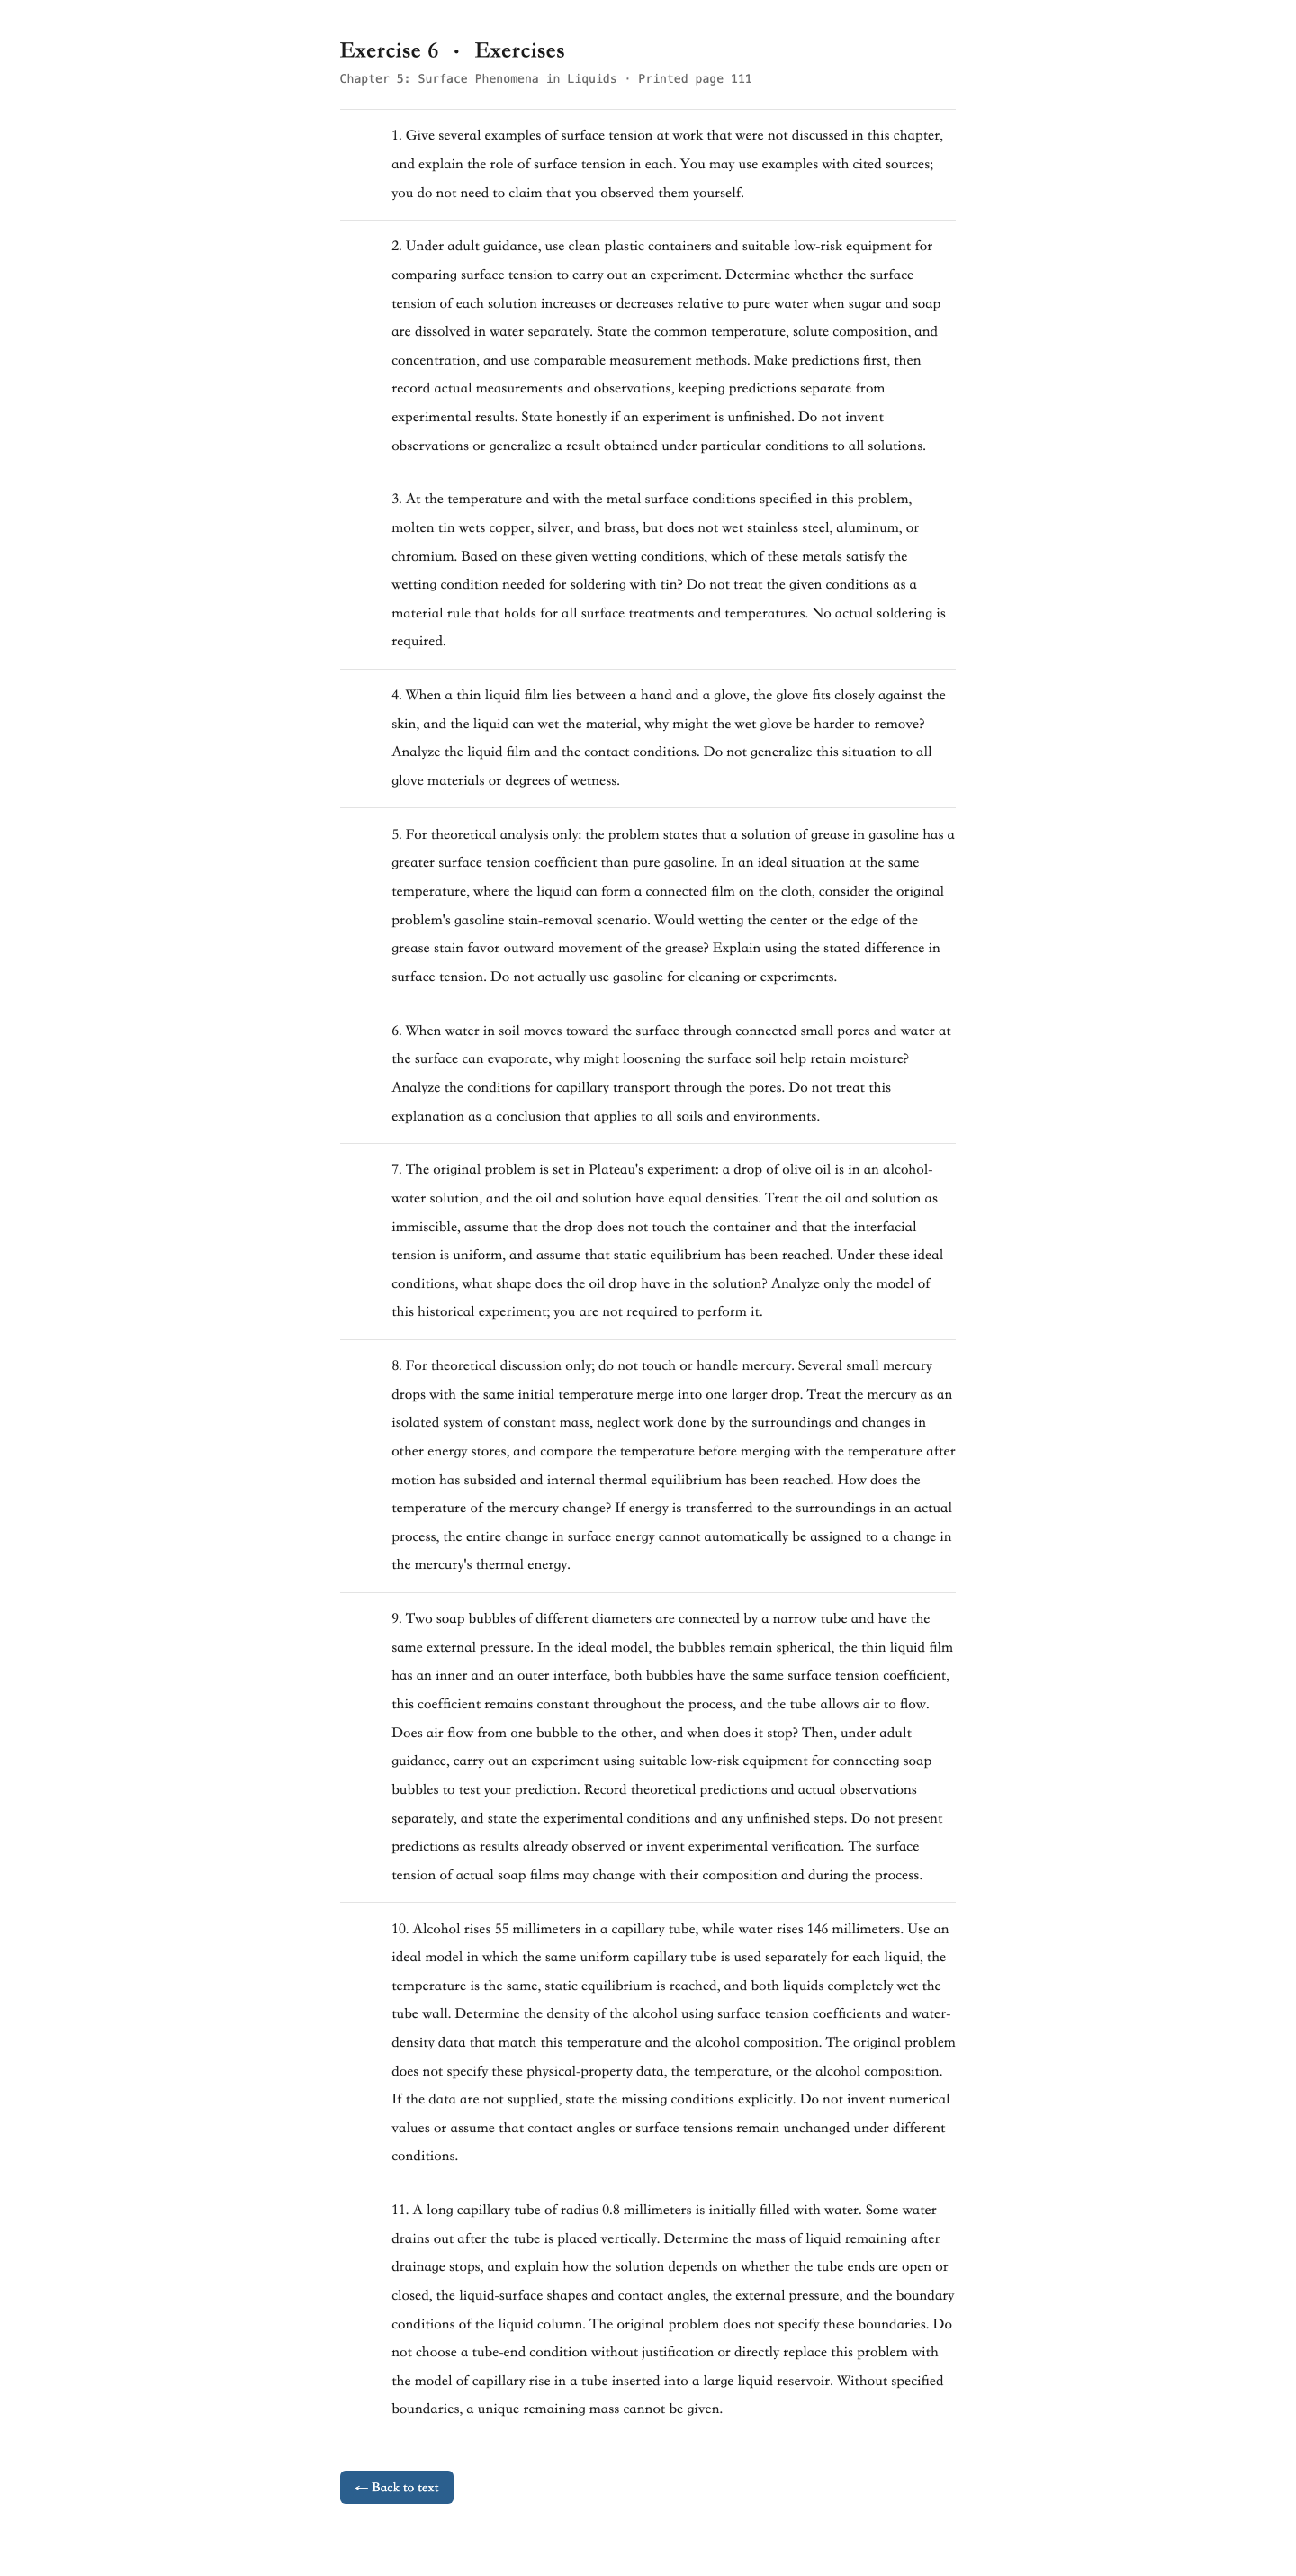 Exercise 6 · Exercises
Chapter 5: Surface Phenomena in Liquids · Printed page 111
1. Give several examples of surface tension at work that were not discussed in this chapter,
and explain the role of surface tension in each. You may use examples with cited sources;
you do not need to claim that you observed them yourself.
2. Under adult guidance, use clean plastic containers and suitable low-risk equipment for
comparing surface tension to carry out an experiment. Determine whether the surface
tension of each solution increases or decreases relative to pure water when sugar and soap
are dissolved in water separately. State the common temperature, solute composition, and
concentration, and use comparable measurement methods. Make predictions first, then
record actual measurements and observations, keeping predictions separate from
experimental results. State honestly if an experiment is unfinished. Do not invent
observations or generalize a result obtained under particular conditions to all solutions.
3. At the temperature and with the metal surface conditions specified in this problem,
molten tin wets copper, silver, and brass, but does not wet stainless steel, aluminum, or
chromium. Based on these given wetting conditions, which of these metals satisfy the
wetting condition needed for soldering with tin? Do not treat the given conditions as a
material rule that holds for all surface treatments and temperatures. No actual soldering is
required.
4. When a thin liquid film lies between a hand and a glove, the glove fits closely against the
skin, and the liquid can wet the material, why might the wet glove be harder to remove?
Analyze the liquid film and the contact conditions. Do not generalize this situation to all
glove materials or degrees of wetness.
5. For theoretical analysis only: the problem states that a solution of grease in gasoline has a
greater surface tension coefficient than pure gasoline. In an ideal situation at the same
temperature, where the liquid can form a connected film on the cloth, consider the original
problem's gasoline stain-removal scenario. Would wetting the center or the edge of the
grease stain favor outward movement of the grease? Explain using the stated difference in
surface tension. Do not actually use gasoline for cleaning or experiments.
6. When water in soil moves toward the surface through connected small pores and water at
the surface can evaporate, why might loosening the surface soil help retain moisture?
Analyze the conditions for capillary transport through the pores. Do not treat this
explanation as a conclusion that applies to all soils and environments.
7. The original problem is set in Plateau's experiment: a drop of olive oil is in an alcohol-
water solution, and the oil and solution have equal densities. Treat the oil and solution as
immiscible, assume that the drop does not touch the container and that the interfacial
tension is uniform, and assume that static equilibrium has been reached. Under these ideal
conditions, what shape does the oil drop have in the solution? Analyze only the model of
this historical experiment; you are not required to perform it.
8. For theoretical discussion only; do not touch or handle mercury. Several small mercury
drops with the same initial temperature merge into one larger drop. Treat the mercury as an
isolated system of constant mass, neglect work done by the surroundings and changes in
other energy stores, and compare the temperature before merging with the temperature after
motion has subsided and internal thermal equilibrium has been reached. How does the
temperature of the mercury change? If energy is transferred to the surroundings in an actual
process, the entire change in surface energy cannot automatically be assigned to a change in
the mercury's thermal energy.
9. Two soap bubbles of different diameters are connected by a narrow tube and have the
same external pressure. In the ideal model, the bubbles remain spherical, the thin liquid film
has an inner and an outer interface, both bubbles have the same surface tension coefficient,
this coefficient remains constant throughout the process, and the tube allows air to flow.
Does air flow from one bubble to the other, and when does it stop? Then, under adult
guidance, carry out an experiment using suitable low-risk equipment for connecting soap
bubbles to test your prediction. Record theoretical predictions and actual observations
separately, and state the experimental conditions and any unfinished steps. Do not present
predictions as results already observed or invent experimental verification. The surface
tension of actual soap films may change with their composition and during the process.
10. Alcohol rises 55 millimeters in a capillary tube, while water rises 146 millimeters. Use an
ideal model in which the same uniform capillary tube is used separately for each liquid, the
temperature is the same, static equilibrium is reached, and both liquids completely wet the
tube wall. Determine the density of the alcohol using surface tension coefficients and water-
density data that match this temperature and the alcohol composition. The original problem
does not specify these physical-property data, the temperature, or the alcohol composition.
If the data are not supplied, state the missing conditions explicitly. Do not invent numerical
values or assume that contact angles or surface tensions remain unchanged under different
conditions.
11. A long capillary tube of radius 0.8 millimeters is initially filled with water. Some water
drains out after the tube is placed vertically. Determine the mass of liquid remaining after
drainage stops, and explain how the solution depends on whether the tube ends are open or
closed, the liquid-surface shapes and contact angles, the external pressure, and the boundary
conditions of the liquid column. The original problem does not specify these boundaries. Do
not choose a tube-end condition without justification or directly replace this problem with
the model of capillary rise in a tube inserted into a large liquid reservoir. Without specified
boundaries, a unique remaining mass cannot be given.
← Back to text